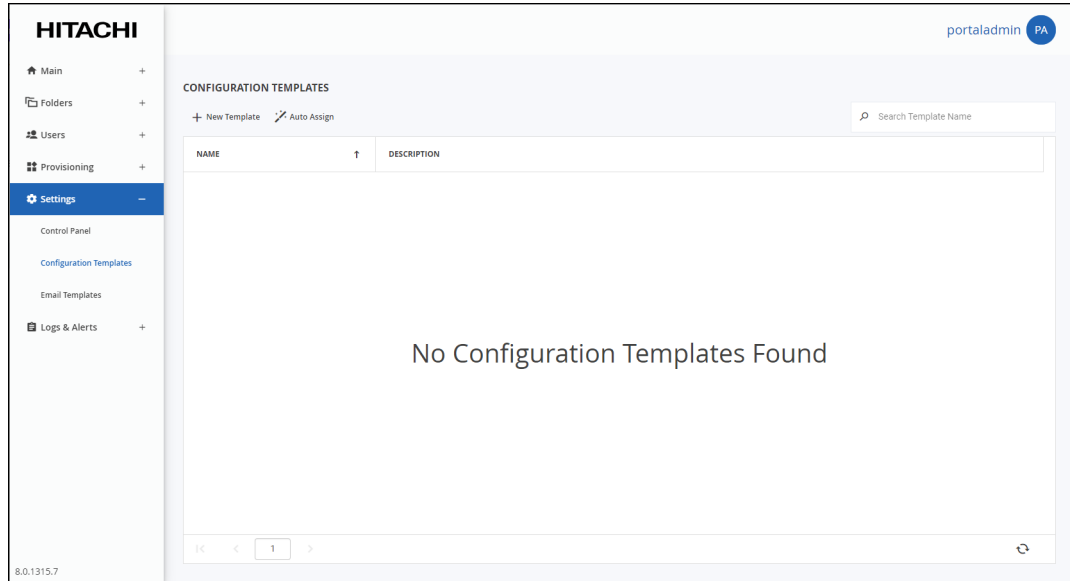 HITACHI
portaladmin PA
Main
Folders
Users
Provisioning
Settings
Control Panel
Configuration Templates
Email Templates
Logs & Alerts
8.0.1315.7
CONFIGURATION TEMPLATES
New Template Auto Assign
Search Template Name
NAME DESCRIPTION
No Configuration Templates Found
1